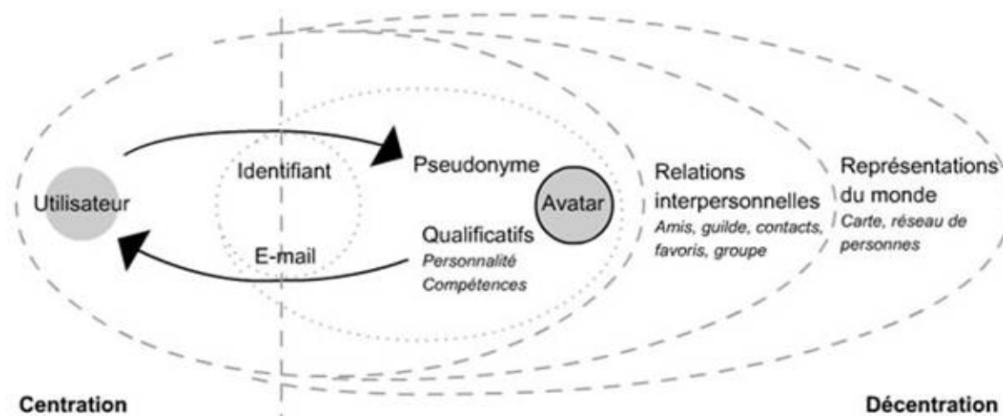 Utilisateur
Identifiant
E-mail
Pseudonyme
Qualificatifs
Personnalité
Compétences
Avatar
Relations
interpersonnelles
Amis, guilde, contacts,
favoris, groupe
Représentations
du monde
Carte, réseau de
personnes
Centration
Décentration